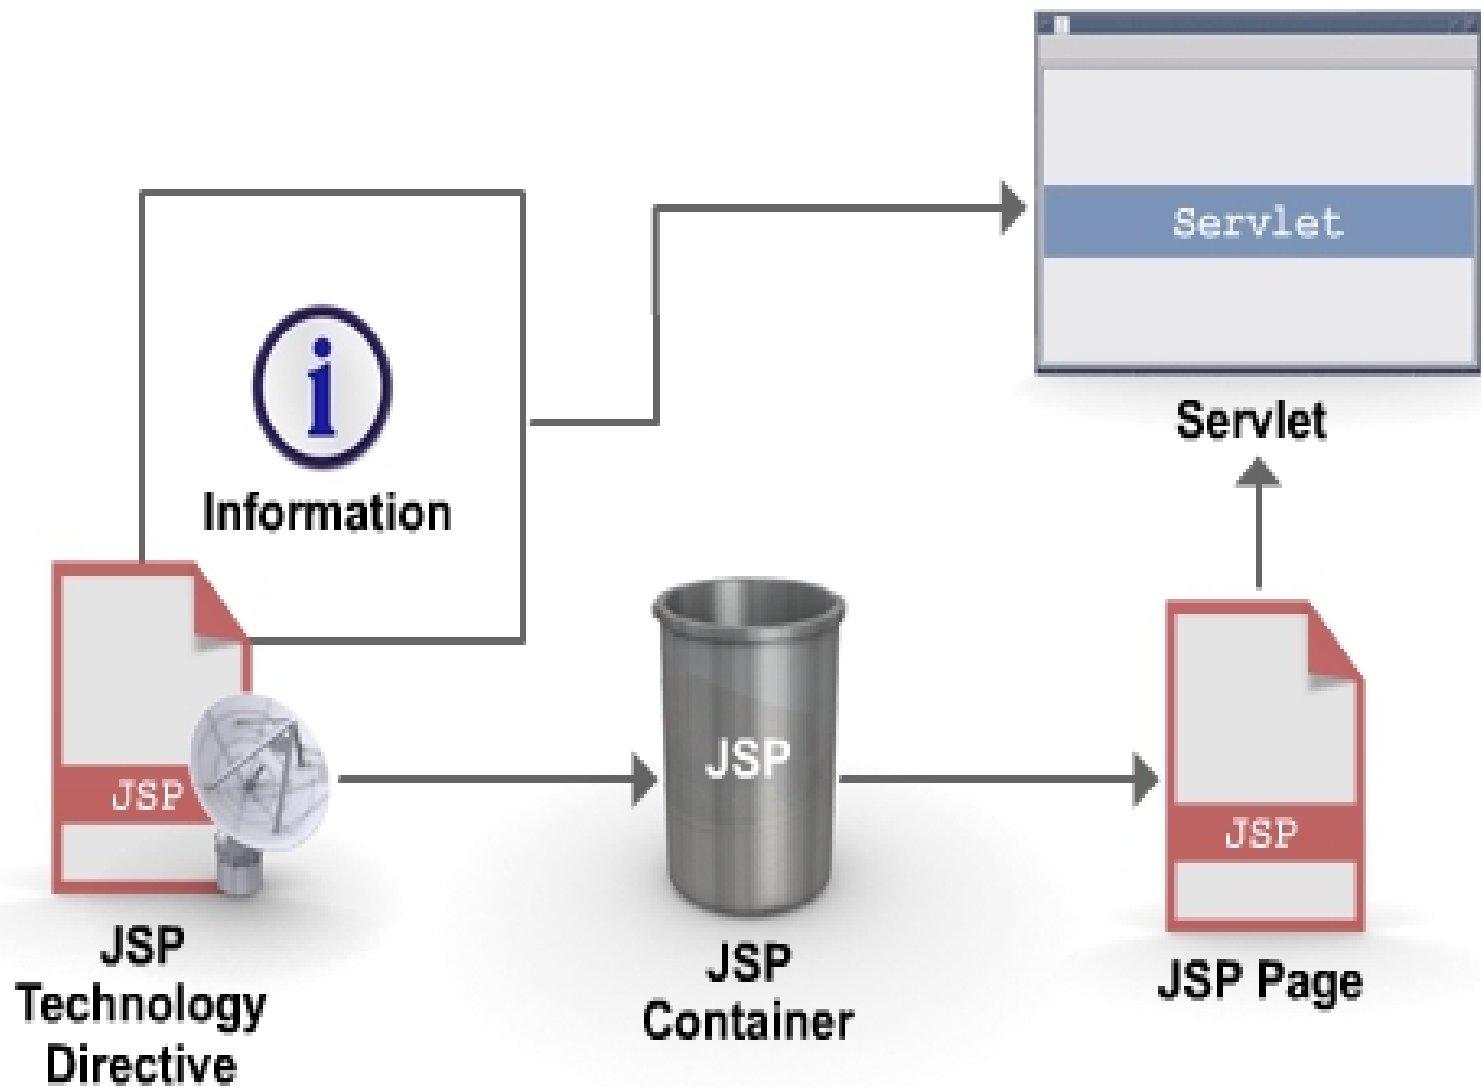 Servlet
Servlet
i
Information
JSP
JSP
Technology
Directive
JSP
JSP
Container
JSP
JSP Page